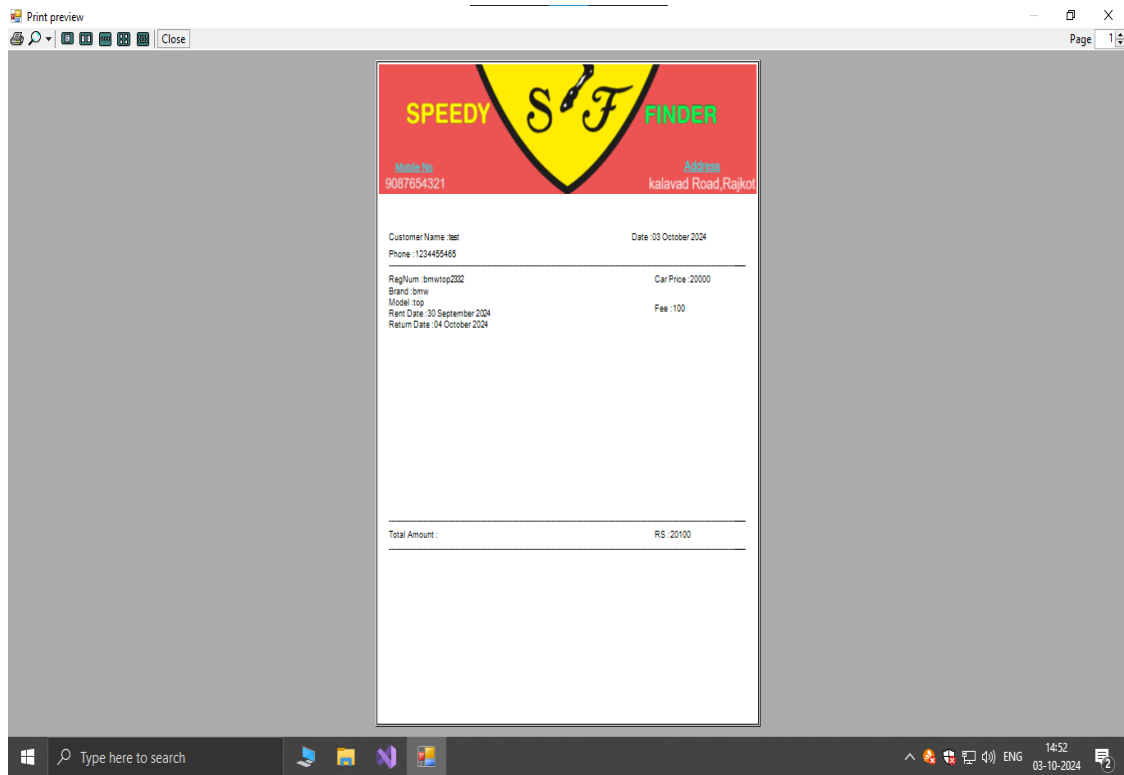 Print preview
Close
Page 1
SPEEDY S F FINDER
Mobile No
9087654321
Address
kalavad Road,Rajkot
Customer Name :test
Date :03 October 2024
Phone :1234455465
RegNum :bmwtop2332
Car Price :20000
Brand :bmw
Model :top
Fee :100
Rent Date :30 September 2024
Return Date :04 October 2024
Total Amount :
RS :20100
Type here to search
ENG
14:52
03-10-2024
2